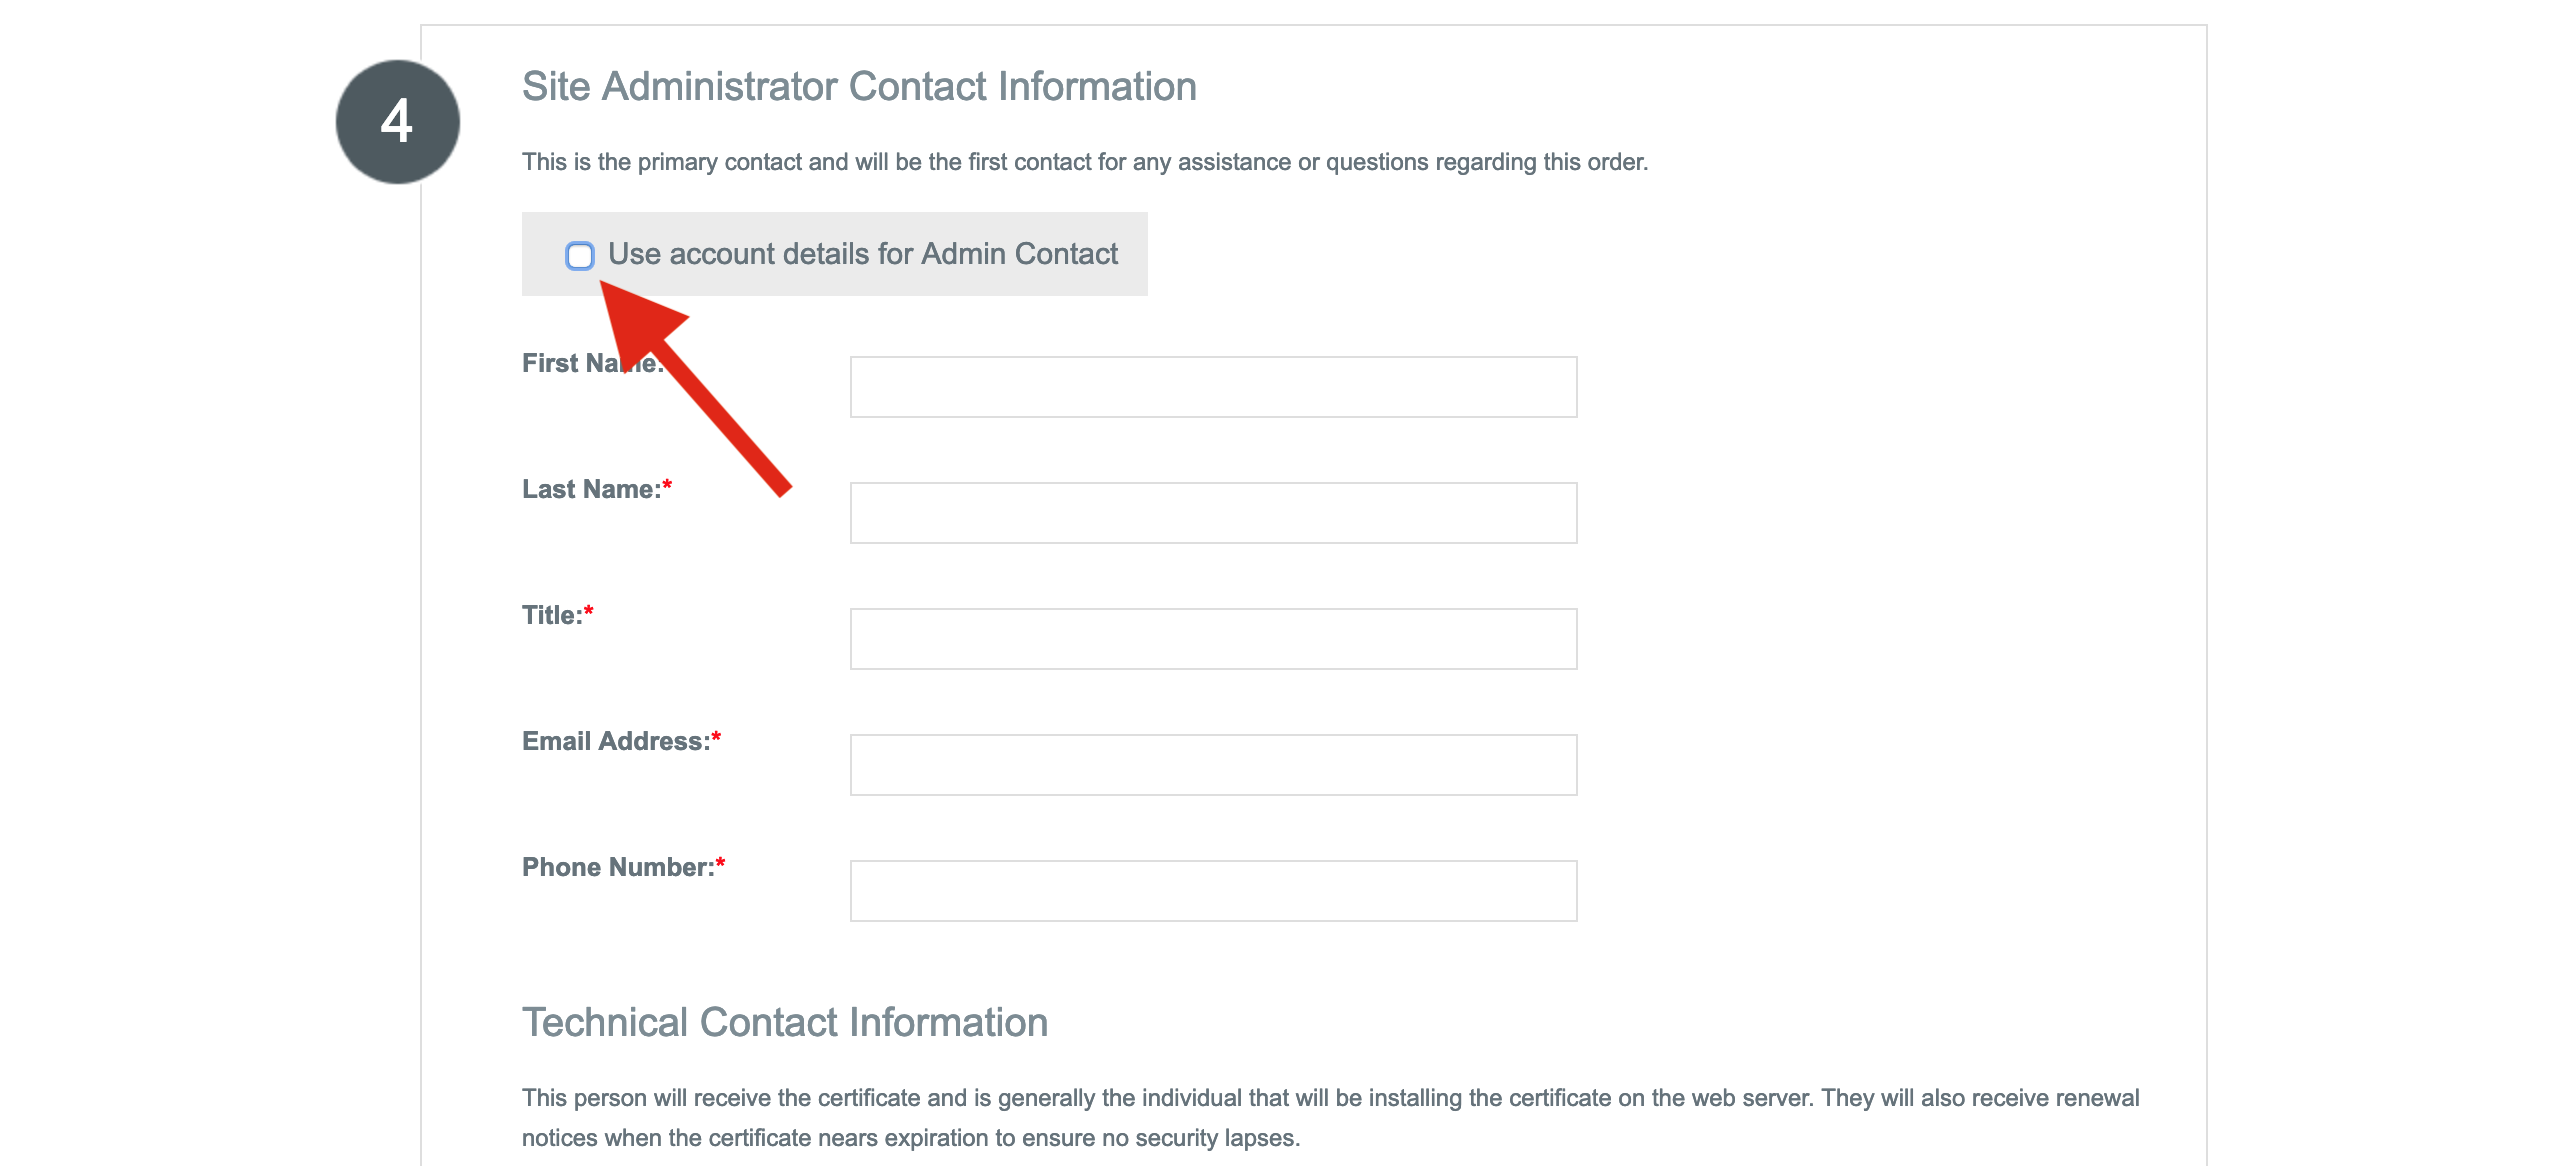 4
Site Administrator Contact Information
This is the primary contact and will be the first contact for any assistance or questions regarding this order.
Use account details for Admin Contact
First Name:
Last Name:*
Title:*
Email Address:*
Phone Number:*
Technical Contact Information
This person will receive the certificate and is generally the individual that will be installing the certificate on the web server. They will also receive renewal
notices when the certificate nears expiration to ensure no security lapses.